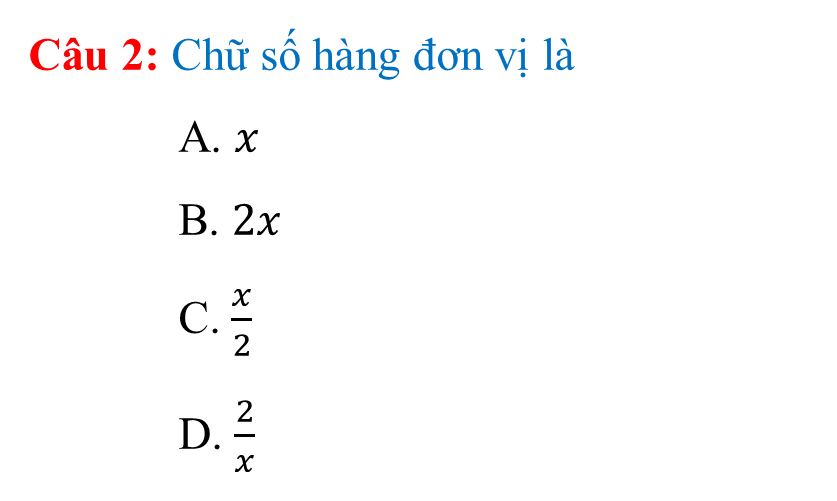 Câu 2: Chữ số hàng đơn vị là
A. x
B. 2x
C. x/2
D. 2/x